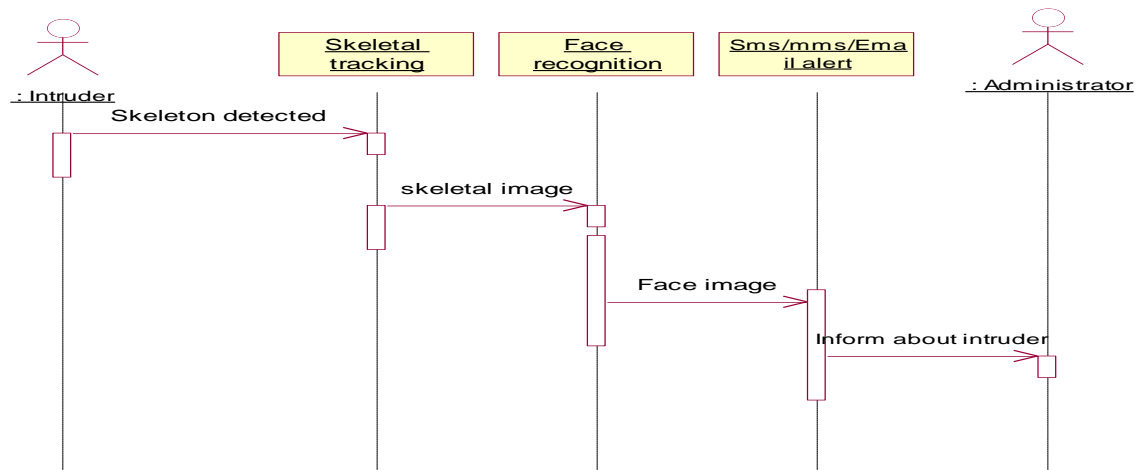 Skeletal
tracking
Face
recognition
Sms/mms/Ema
il alert
: Intruder
: Administrator
Skeleton detected
skeletal image
Face image
Inform about intruder